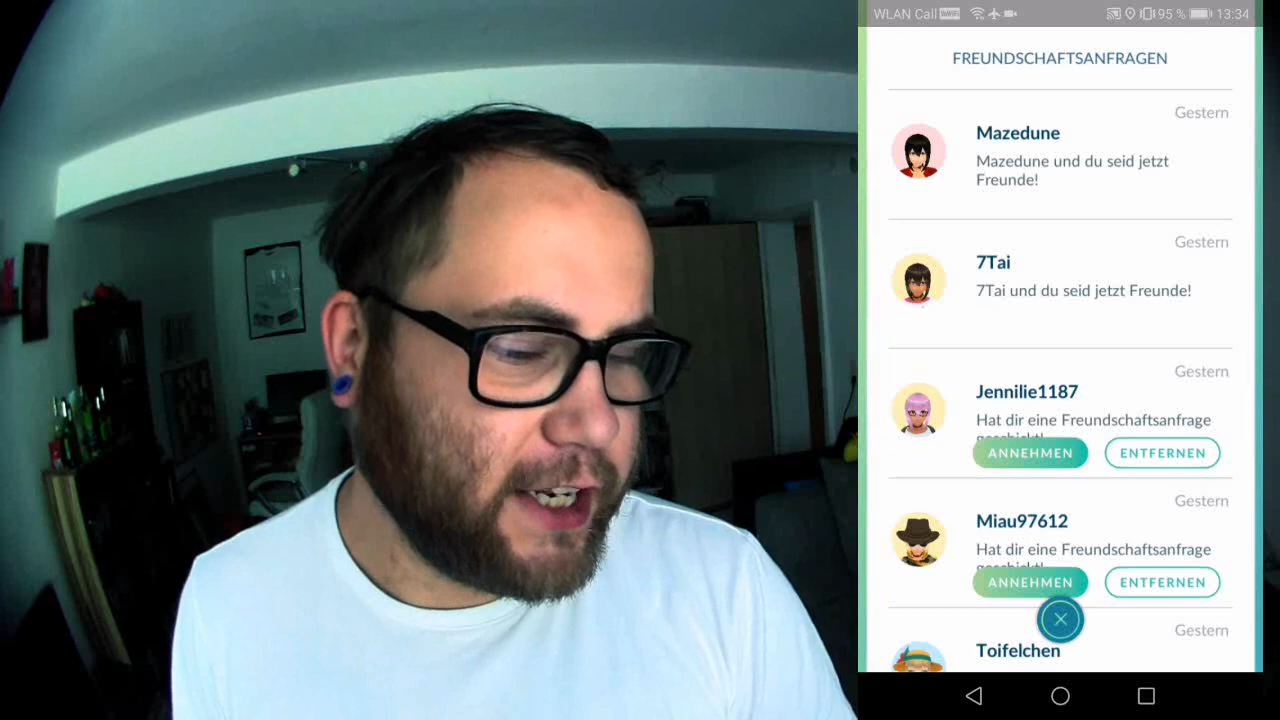 WLAN Call
95 %
13:34
FREUNDSCHAFTSANFRAGEN
Gestern
Mazedune
Mazedune und du seid jetzt
Freunde!
Gestern
7Tai
7Tai und du seid jetzt Freunde!
Gestern
Jennilie1187
Hat dir eine Freundschaftsanfrage
geschickt!
ANNEHMEN
ENTFERNEN
Gestern
Miau97612
Hat dir eine Freundschaftsanfrage
geschickt!
ANNEHMEN
ENTFERNEN
Gestern
Toifelchen